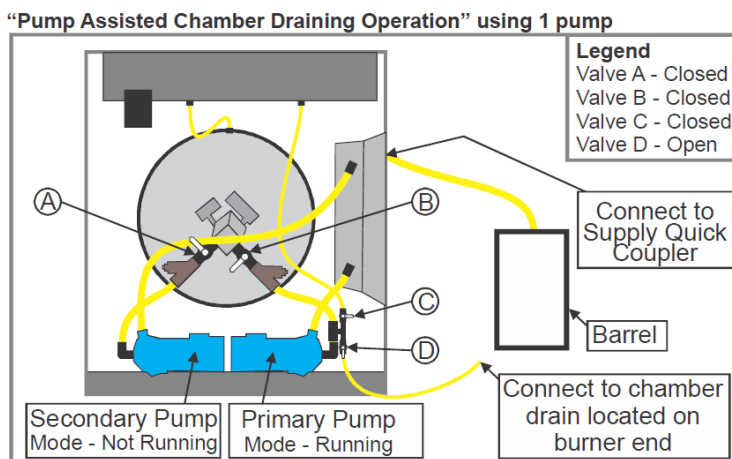 “Pump Assisted Chamber Draining Operation” using 1 pump
Legend
Valve A - Closed
Valve B - Closed
Valve C - Closed
Valve D - Open
A
B
Connect to
Supply Quick
Coupler
C
Barrel
D
Secondary Pump
Mode - Not Running
Primary Pump
Mode - Running
Connect to chamber
drain located on
burner end